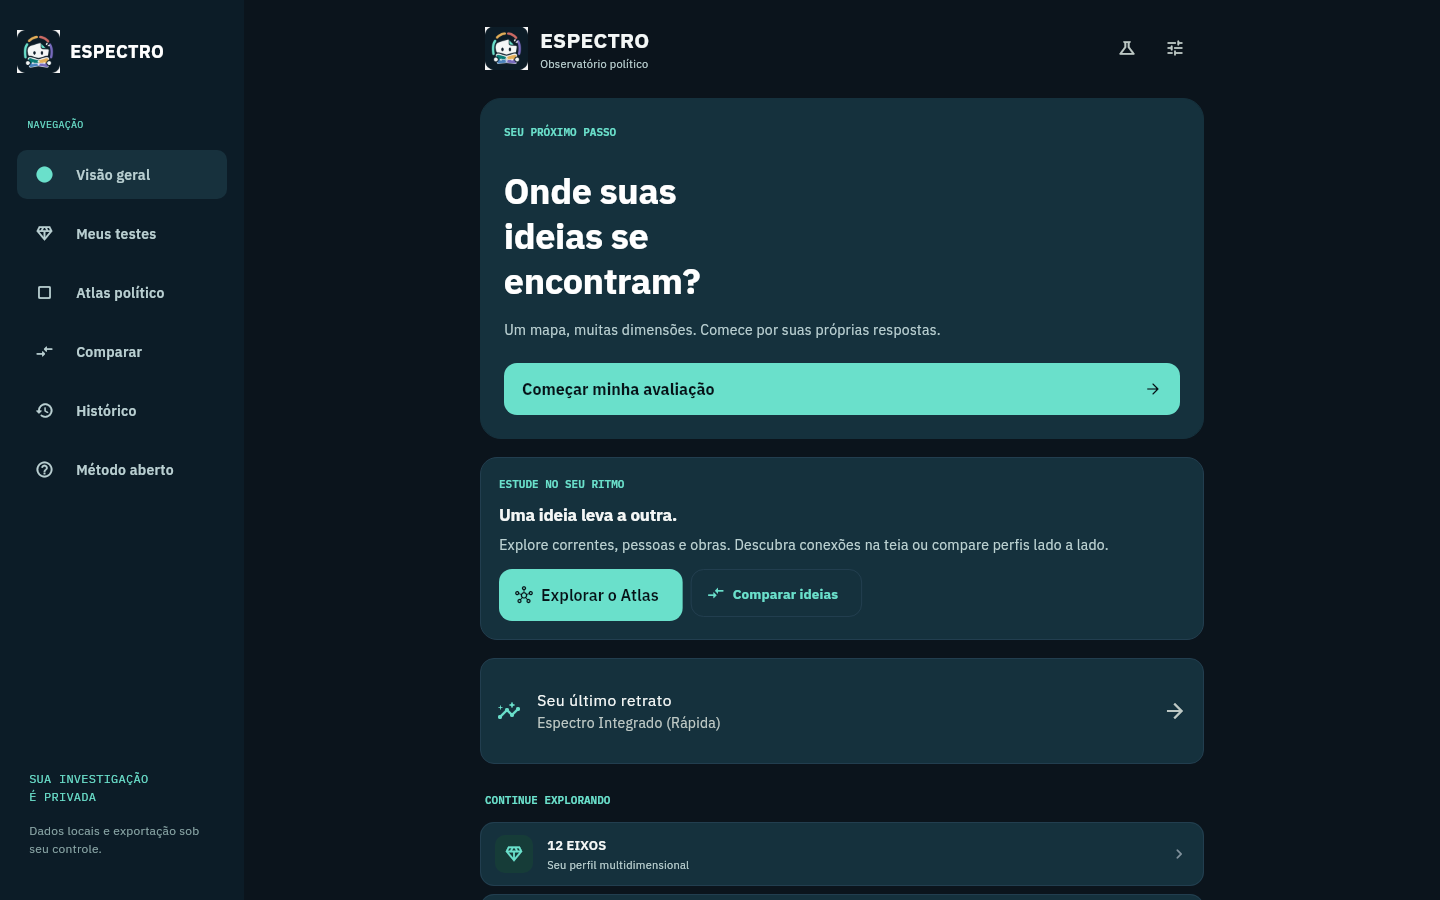 ESPECTRO
NAVEGAÇÃO
Visão geral
Meus testes
Atlas político
Comparar
Histórico
Método aberto
SUA INVESTIGAÇÃO
É PRIVADA
Dados locais e exportação sob
seu controle.
ESPECTRO
Observatório político
SEU PRÓXIMO PASSO
Onde suas
ideias se
encontram?
Um mapa, muitas dimensões. Comece por suas próprias respostas.
Começar minha avaliação
ESTUDE NO SEU RITMO
Uma ideia leva a outra.
Explore correntes, pessoas e obras. Descubra conexões na teia ou compare perfis lado a lado.
Explorar o Atlas
Comparar ideias
Seu último retrato
Espectro Integrado (Rápida)
CONTINUE EXPLORANDO
12 EIXOS
Seu perfil multidimensional